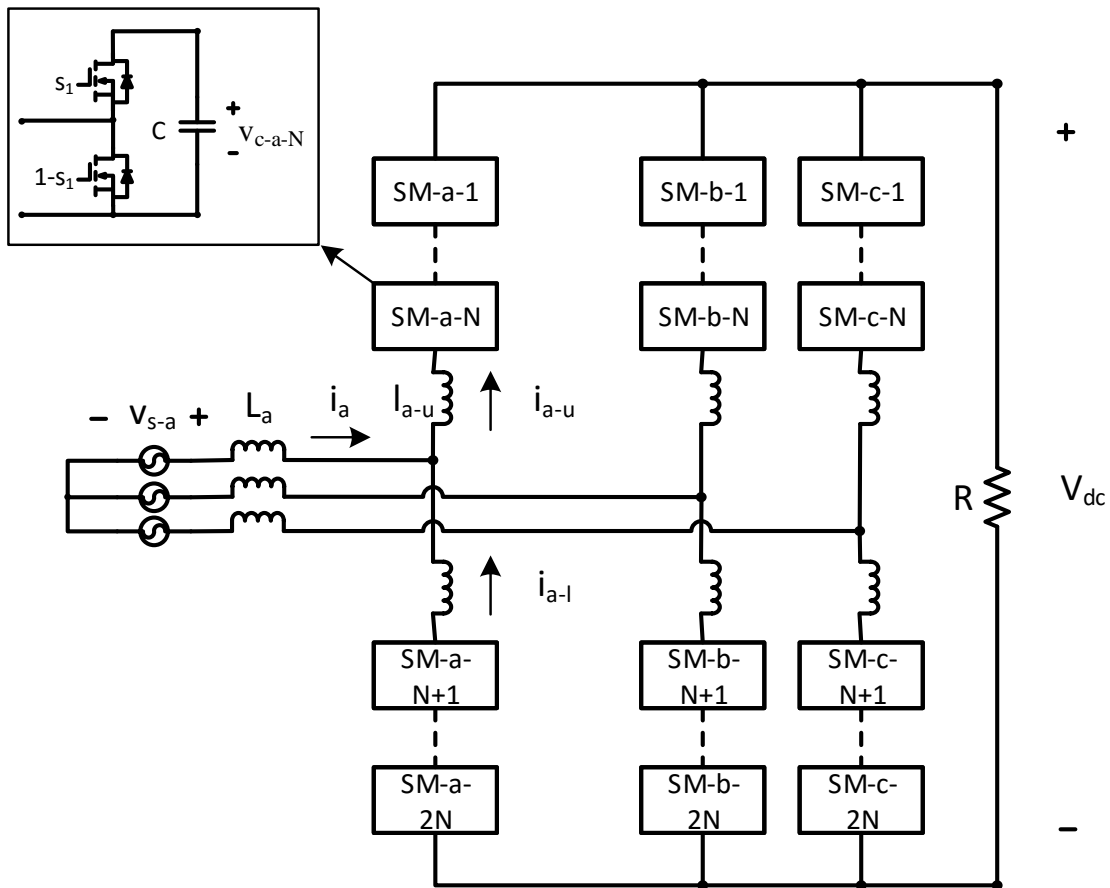 s1
1-s1
C
+
-
vc-a-N
SM-a-1
SM-b-1
SM-c-1
+
SM-a-N
SM-b-N
SM-c-N
- vs-a +
La
ia
la-u
ia-u
R
Vdc
ia-l
SM-a-
N+1
SM-b-
N+1
SM-c-
N+1
SM-a-
2N
SM-b-
2N
SM-c-
2N
-